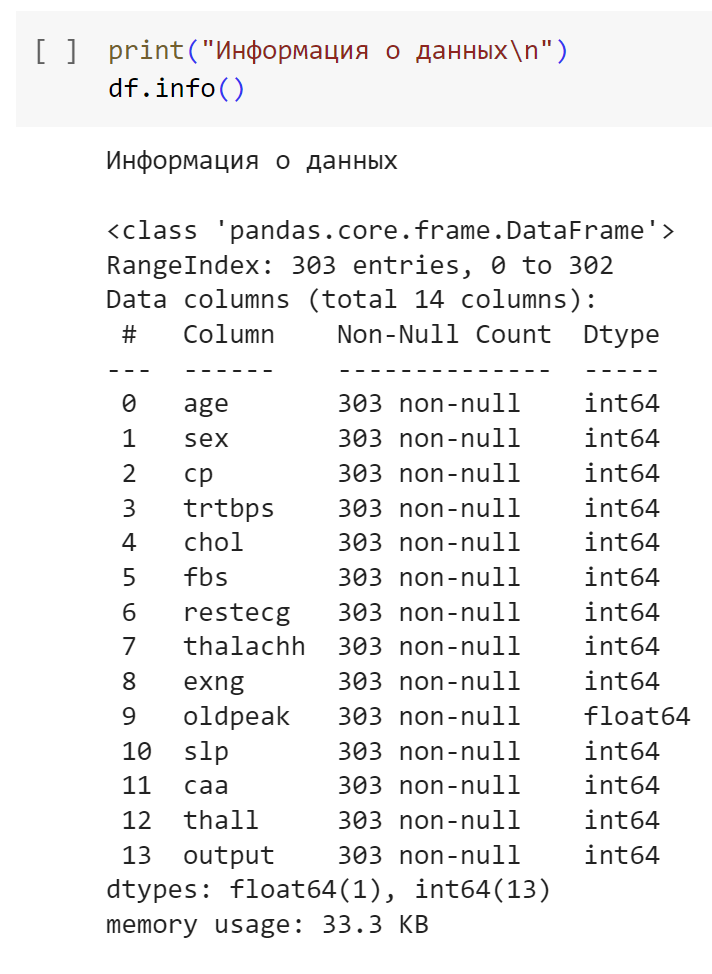 [ ] print("Информация о данных\n")
df.info()
Информация о данных
<class 'pandas.core.frame.DataFrame'>
RangeIndex: 303 entries, 0 to 302
Data columns (total 14 columns):
 #   Column    Non-Null Count  Dtype
---  ------    --------------  -----
 0   age       303 non-null    int64
 1   sex       303 non-null    int64
 2   cp        303 non-null    int64
 3   trtbps    303 non-null    int64
 4   chol      303 non-null    int64
 5   fbs       303 non-null    int64
 6   restecg   303 non-null    int64
 7   thalachh  303 non-null    int64
 8   exng      303 non-null    int64
 9   oldpeak   303 non-null    float64
 10  slp       303 non-null    int64
 11  caa       303 non-null    int64
 12  thall     303 non-null    int64
 13  output    303 non-null    int64
dtypes: float64(1), int64(13)
memory usage: 33.3 KB